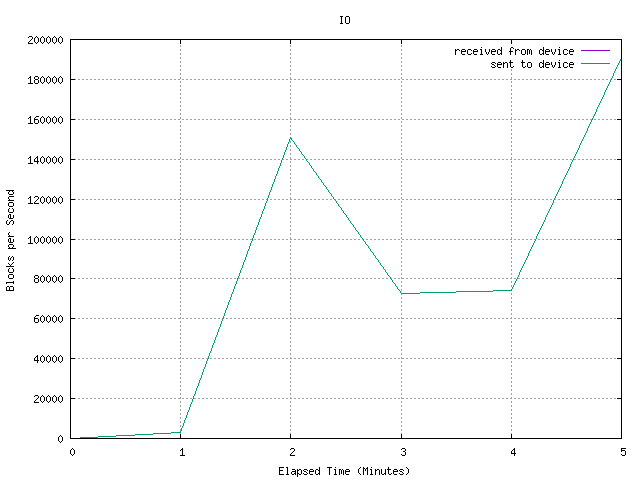 IO
received from device
sent to device
200000
180000
160000
140000
120000
100000
80000
60000
40000
20000
0
Blocks per Second
0 1 2 3 4 5
Elapsed Time (Minutes)